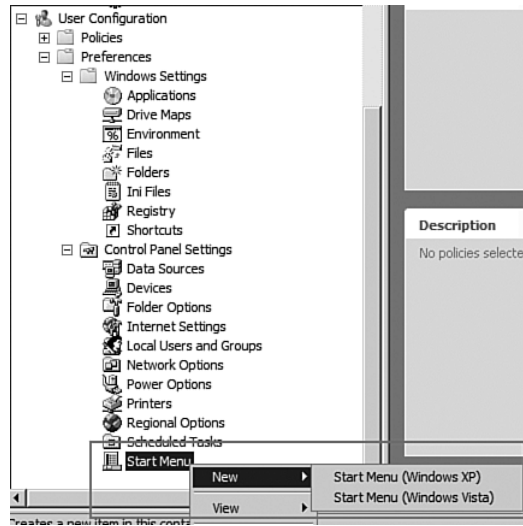 User Configuration
Policies
Preferences
Windows Settings
Applications
Drive Maps
Environment
Files
Folders
Ini Files
Registry
Shortcuts
Control Panel Settings
Data Sources
Devices
Folder Options
Internet Settings
Local Users and Groups
Network Options
Power Options
Printers
Regional Options
Scheduled Tasks
Start Menu
New
View
Start Menu (Windows XP)
Start Menu (Windows Vista)
Description
No policies selecte
Creates a new item in this conta